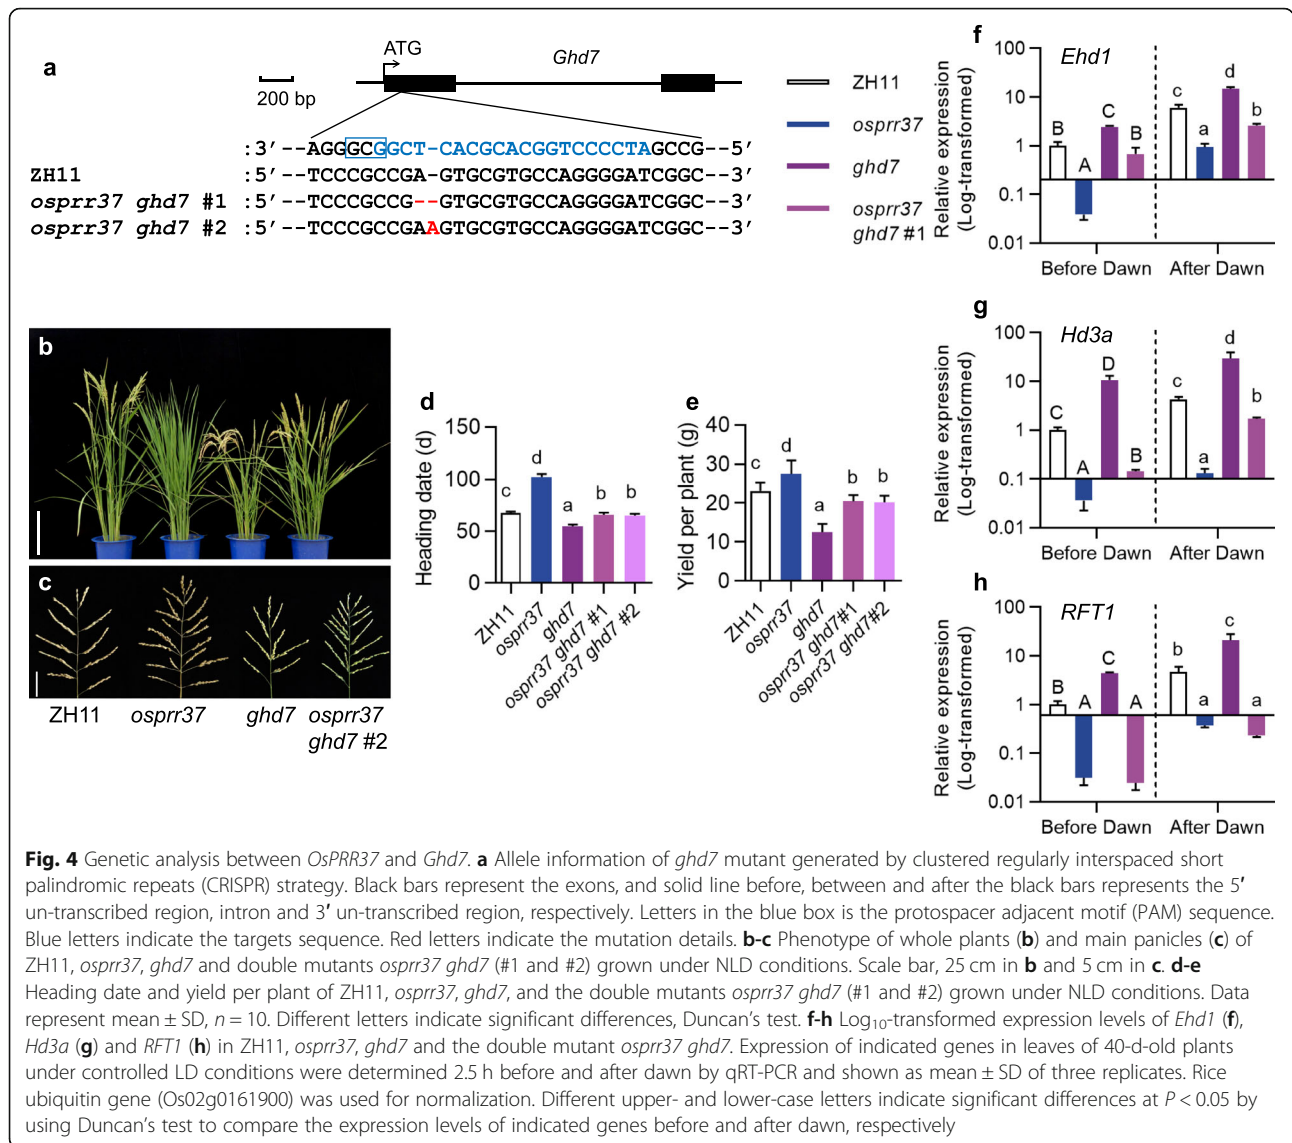 a
ATG
Ghd7
200 bp
:3′ --AGGGCGGCT-CACGCACGGTCCCCTAGCCG--5′
ZH11 :5′ --TCCCGCCGA-GTGCGTGCCAGGGGATCGGC--3′
osprr37 ghd7 #1 :5′ --TCCCGCCG--GTGCGTGCCAGGGGATCGGC--3′
osprr37 ghd7 #2 :5′ --TCCCGCCGAAGTGCGTGCCAGGGGATCGGC--3′
ZH11
osprr37
ghd7
osprr37
ghd7 #1
b
c
ZH11 osprr37 ghd7 osprr37
ghd7 #2
d
Heading date (d)
150
100
50
0
c d a b b
ZH11 osprr37 ghd7 osprr37 ghd7 #1 osprr37 ghd7 #2
e
Yield per plant (g)
40
30
20
10
0
c d a b b
ZH11 osprr37 ghd7 osprr37 ghd7#1 osprr37 ghd7#2
f
Ehd1
Relative expression
(Log-transformed)
100
10
1
0.1
0.01
B A C B c a d b
Before Dawn After Dawn
g
Hd3a
Relative expression
(Log-transformed)
100
10
1
0.1
0.01
C A D B c a d b
Before Dawn After Dawn
h
RFT1
Relative expression
(Log-transformed)
100
10
1
0.1
0.01
B A C A b a c a
Before Dawn After Dawn
Fig. 4 Genetic analysis between OsPRR37 and Ghd7. a Allele information of ghd7 mutant generated by clustered regularly interspaced short
palindromic repeats (CRISPR) strategy. Black bars represent the exons, and solid line before, between and after the black bars represents the 5′
un-transcribed region, intron and 3′ un-transcribed region, respectively. Letters in the blue box is the protospacer adjacent motif (PAM) sequence.
Blue letters indicate the targets sequence. Red letters indicate the mutation details. b-c Phenotype of whole plants (b) and main panicles (c) of
ZH11, osprr37, ghd7 and double mutants osprr37 ghd7 (#1 and #2) grown under NLD conditions. Scale bar, 25 cm in b and 5 cm in c. d-e
Heading date and yield per plant of ZH11, osprr37, ghd7, and the double mutants osprr37 ghd7 (#1 and #2) grown under NLD conditions. Data
represent mean ± SD, n = 10. Different letters indicate significant differences, Duncan's test. f-h Log₁₀-transformed expression levels of Ehd1 (f),
Hd3a (g) and RFT1 (h) in ZH11, osprr37, ghd7 and the double mutant osprr37 ghd7. Expression of indicated genes in leaves of 40-d-old plants
under controlled LD conditions were determined 2.5 h before and after dawn by qRT-PCR and shown as mean ± SD of three replicates. Rice
ubiquitin gene (Os02g0161900) was used for normalization. Different upper- and lower-case letters indicate significant differences at P < 0.05 by
using Duncan's test to compare the expression levels of indicated genes before and after dawn, respectively